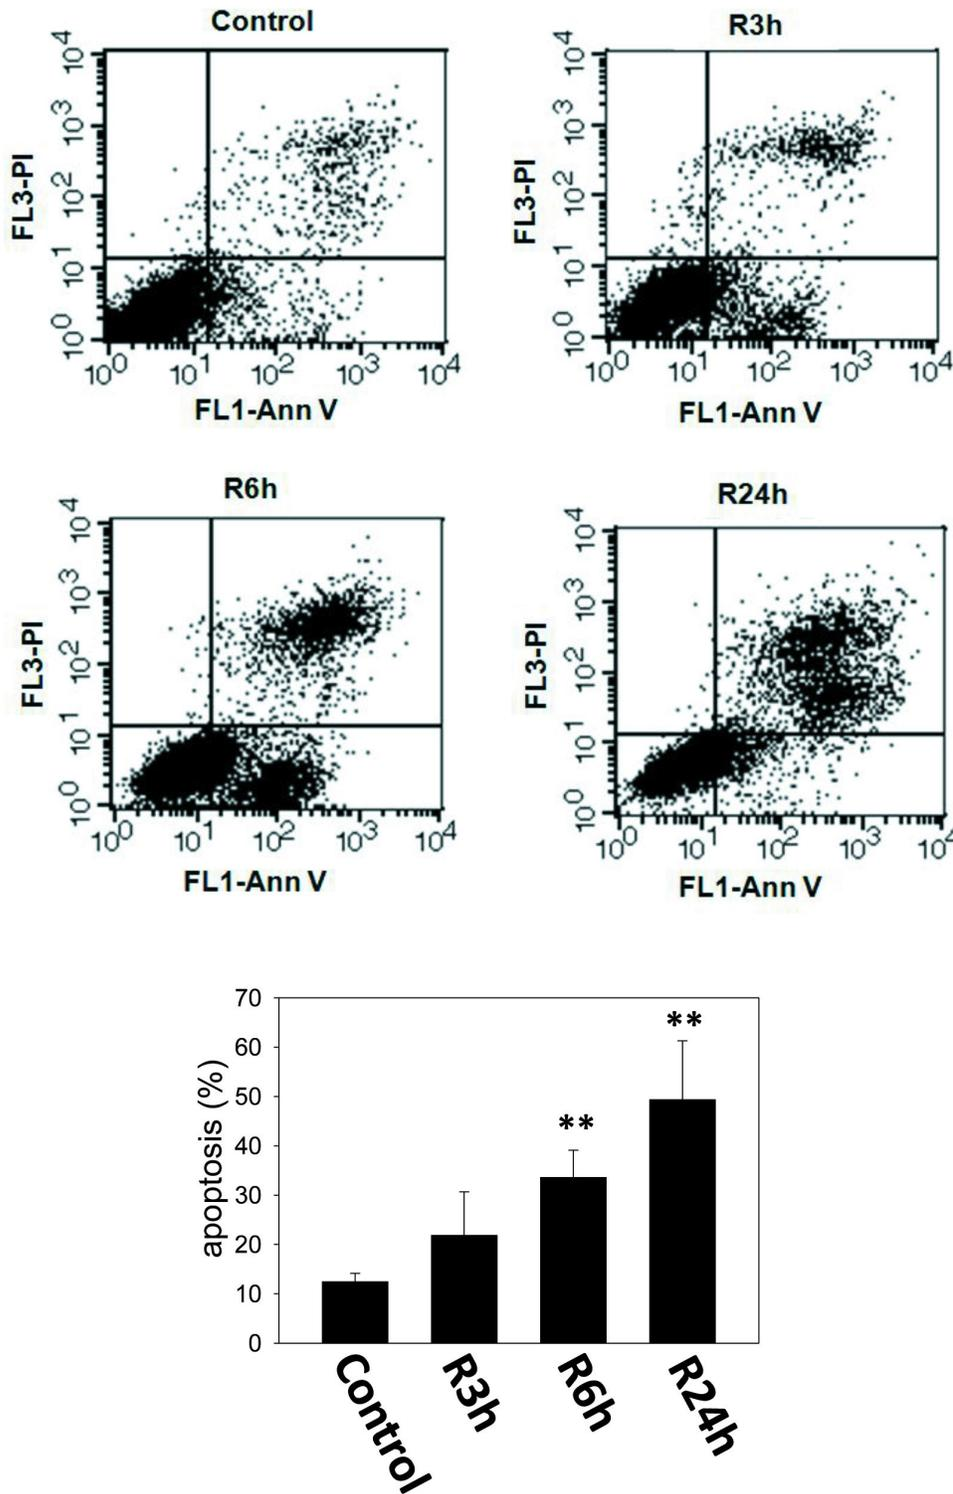 Control
FL3-PI
10^4
10^3
10^2
10^1
10^0
10^0 10^1 10^2 10^3 10^4
FL1-Ann V
R3h
FL3-PI
10^4
10^3
10^2
10^1
10^0
10^0 10^1 10^2 10^3 10^4
FL1-Ann V
R6h
FL3-PI
10^4
10^3
10^2
10^1
10^0
10^0 10^1 10^2 10^3 10^4
FL1-Ann V
R24h
FL3-PI
10^4
10^3
10^2
10^1
10^0
10^0 10^1 10^2 10^3 10^4
FL1-Ann V
apoptosis (%)
70
60
50
40
30
20
10
0
**
**
Control R3h R6h R24h